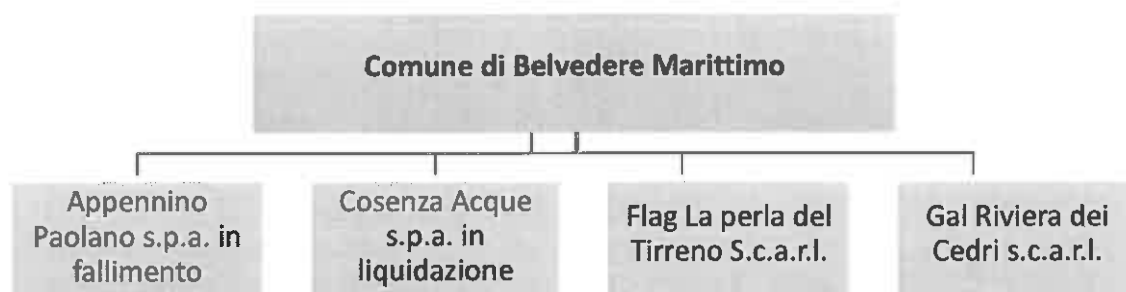 Comune di Belvedere Marittimo
Appennino
Paolano s.p.a. in
fallimento
Cosenza Acque
s.p.a. in
liquidazione
Flag La perla del
Tirreno S.c.a.r.l.
Gal Riviera dei
Cedri s.c.a.r.l.